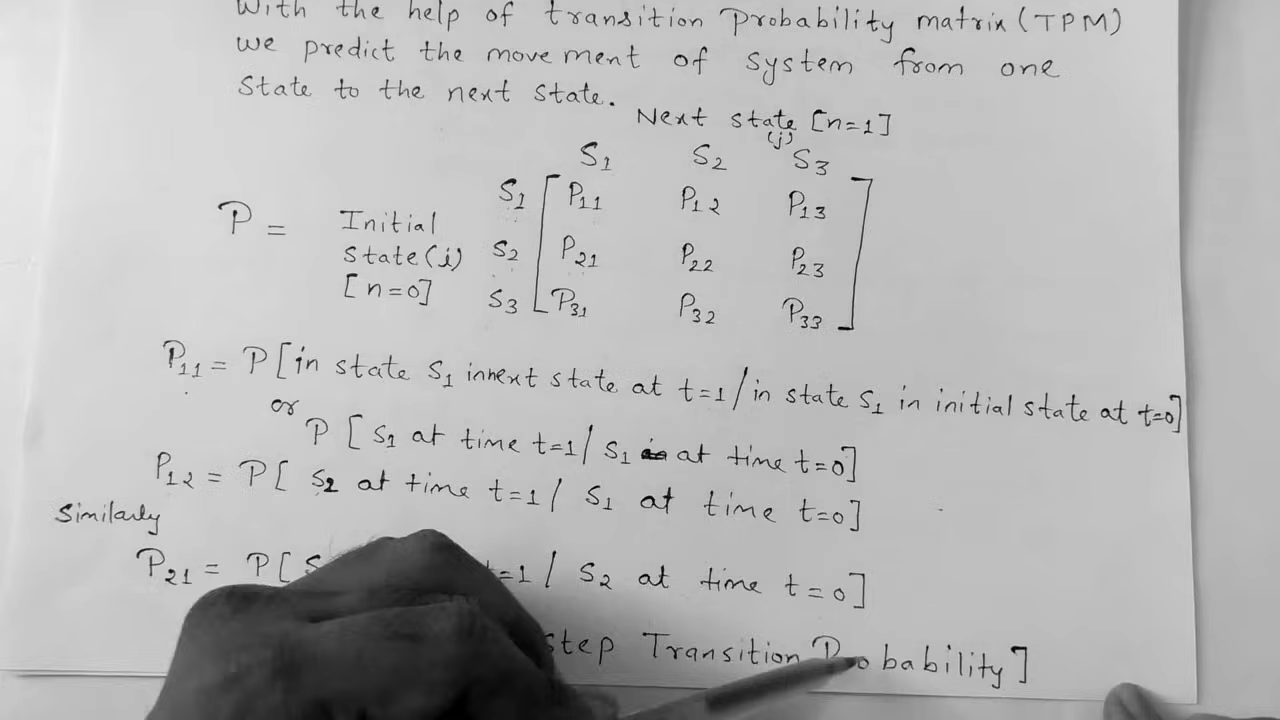 With the help of transition Probability matrix (TPM)
we predict the movement of system from one
State to the next state.
Next state [n=1]
(j)
S1 S2 S3
S1 P11 P12 P13
P = Initial
State (i) S2 P21 P22 P23
[n=0] S3 P31 P32 P33
P11 = P [in state S1 in next state at t=1/in state S1 in initial state at t=0]
or
P [S1 at time t=1/ S1 at time t=0]
P12 = P[ S2 at time t=1/ S1 at time t=0]
Similarly
P21 = P[S t=1/ S2 at time t=0]
step Transition Probability]